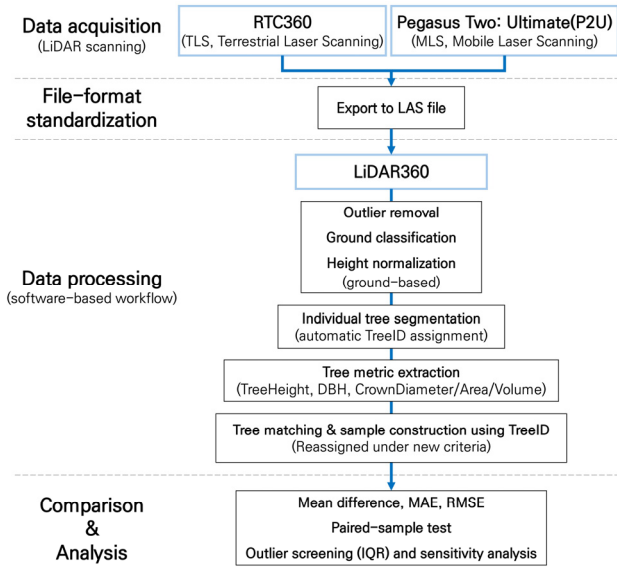 Data acquisition
(LiDAR scanning)
RTC360
(TLS, Terrestrial Laser Scanning)
Pegasus Two: Ultimate(P2U)
(MLS, Mobile Laser Scanning)
File-format
standardization
Export to LAS file
Data processing
(software-based workflow)
LiDAR360
Outlier removal
Ground classification
Height normalization
(ground-based)
Individual tree segmentation
(automatic TreeID assignment)
Tree metric extraction
(TreeHeight, DBH, CrownDiameter/Area/Volume)
Tree matching & sample construction using TreeID
(Reassigned under new criteria)
Comparison
&
Analysis
Mean difference, MAE, RMSE
Paired-sample test
Outlier screening (IQR) and sensitivity analysis